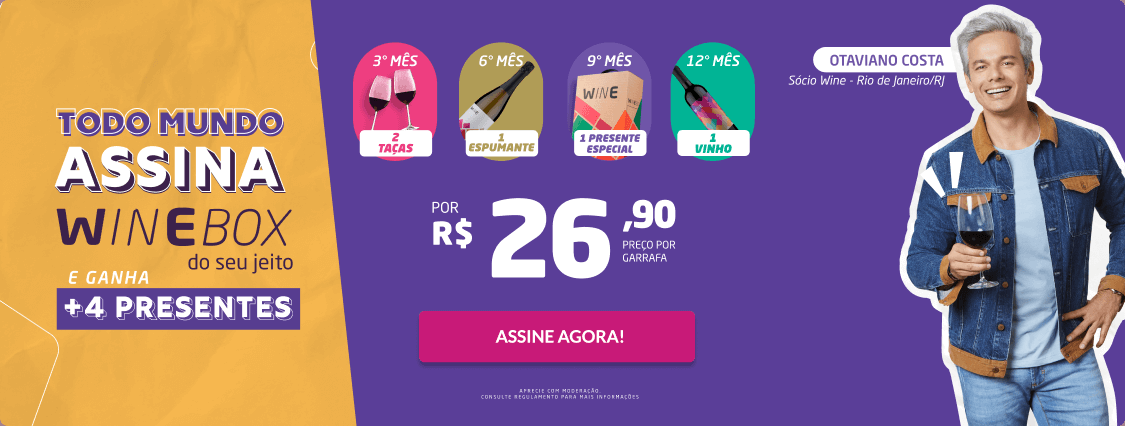 TODO MUNDO
ASSINA
WINEBOX
do seu jeito
E GANHA
+4 PRESENTES
3° MÊS
2
TAÇAS
6° MÊS
1
ESPUMANTE
9° MÊS
WINE
1 PRESENTE
ESPECIAL
12° MÊS
1
VINHO
POR
R$ 26,90
PREÇO POR
GARRAFA
ASSINE AGORA!
APRECIE COM MODERAÇÃO.
CONSULTE REGULAMENTO PARA MAIS INFORMAÇÕES
OTAVIANO COSTA
Sócio Wine - Rio de Janeiro/RJ